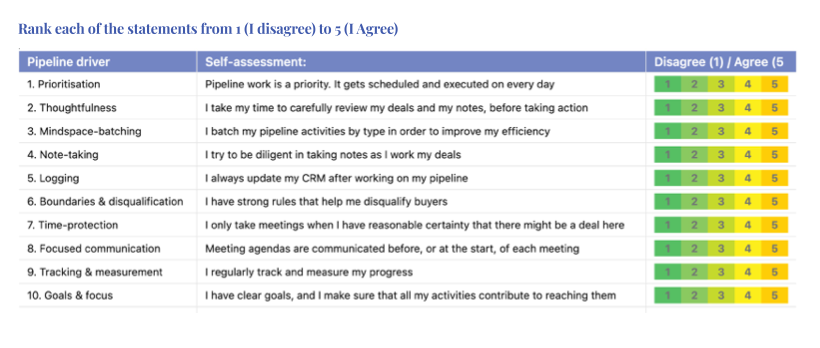 Rank each of the statements from 1 (I disagree) to 5 (I Agree)
Pipeline driver Self-assessment: Disagree (1) / Agree (5
1. Prioritisation Pipeline work is a priority. It gets scheduled and executed on every day 1 2 3 4 5
2. Thoughtfulness I take my time to carefully review my deals and my notes, before taking action 1 2 3 4 5
3. Mindspace-batching I batch my pipeline activities by type in order to improve my efficiency 1 2 3 4 5
4. Note-taking I try to be diligent in taking notes as I work my deals 1 2 3 4 5
5. Logging I always update my CRM after working on my pipeline 1 2 3 4 5
6. Boundaries & disqualification I have strong rules that help me disqualify buyers 1 2 3 4 5
7. Time-protection I only take meetings when I have reasonable certainty that there might be a deal here 1 2 3 4 5
8. Focused communication Meeting agendas are communicated before, or at the start, of each meeting 1 2 3 4 5
9. Tracking & measurement I regularly track and measure my progress 1 2 3 4 5
10. Goals & focus I have clear goals, and I make sure that all my activities contribute to reaching them 1 2 3 4 5